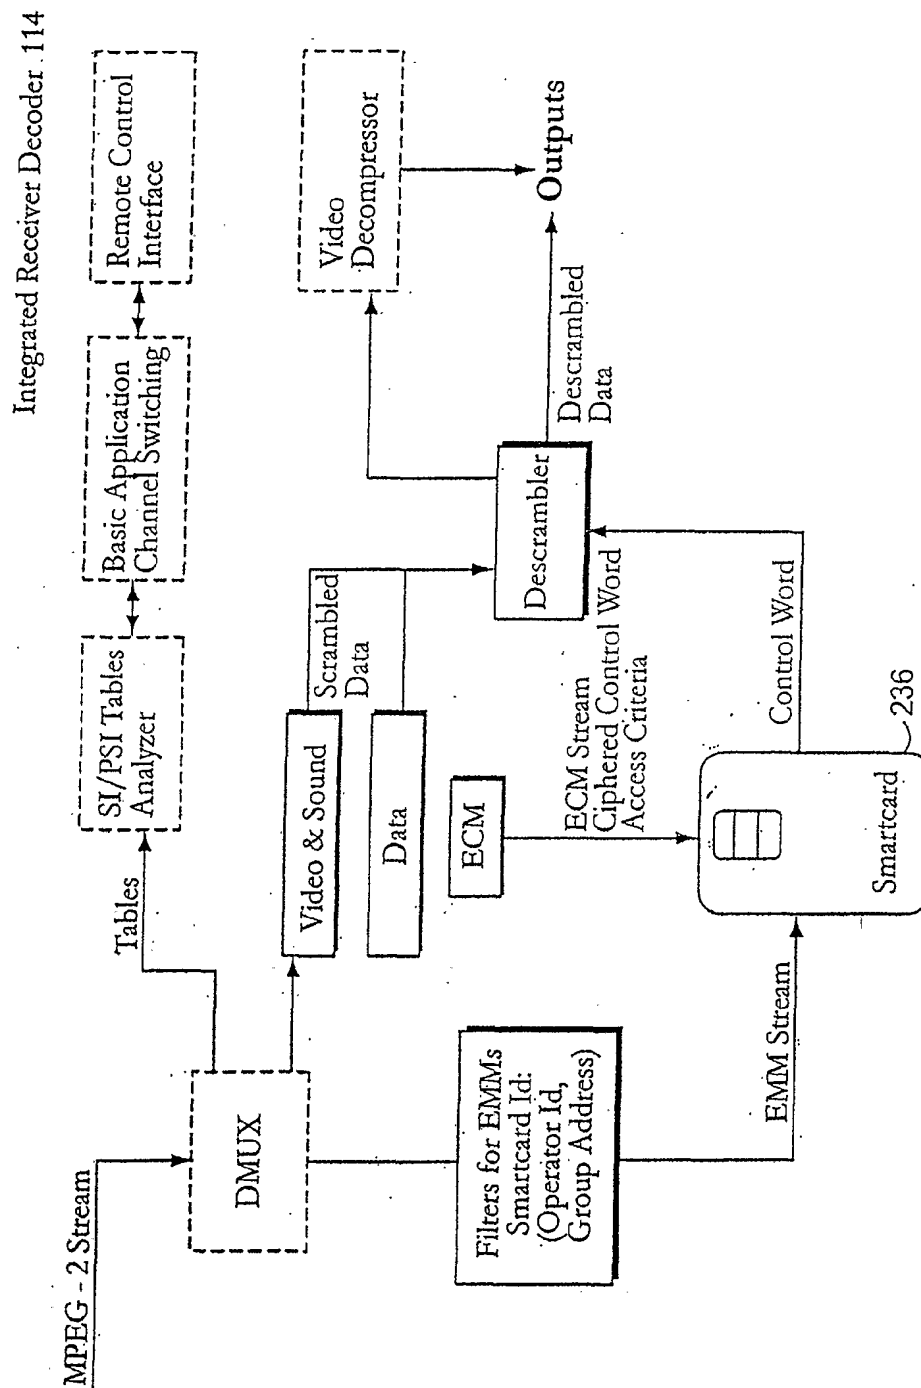 Integrated Receiver Decoder 114
MPEG - 2 Stream
DMUX
Tables
SI/PSI Tables
Analyzer
Basic Application
Channel Switching
Remote Control
Interface
Video & Sound
Data
Scrambled
Data
ECM
ECM Stream
Ciphered Control Word
Access Criteria
Descrambler
Video
Decompressor
Descrambled
Data
Outputs
Filters for EMMs
Smartcard Id:
(Operator Id,
Group Address)
EMM Stream
Smartcard
236
Control Word